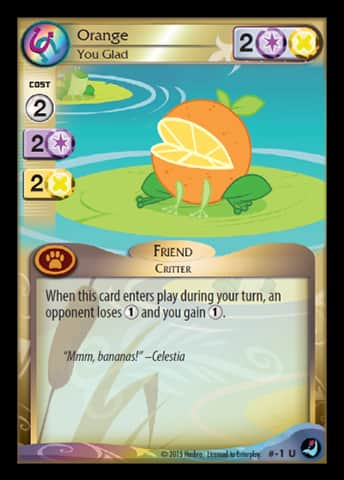 Orange
You Glad
2
COST
2
2
2
FRIEND
CRITTER
When this card enters play during your turn, an
opponent loses 1 and you gain 1.
"Mmm, bananas!" –Celestia
© 2015 Hasbro, Licensed to Enterplay. #-1 U